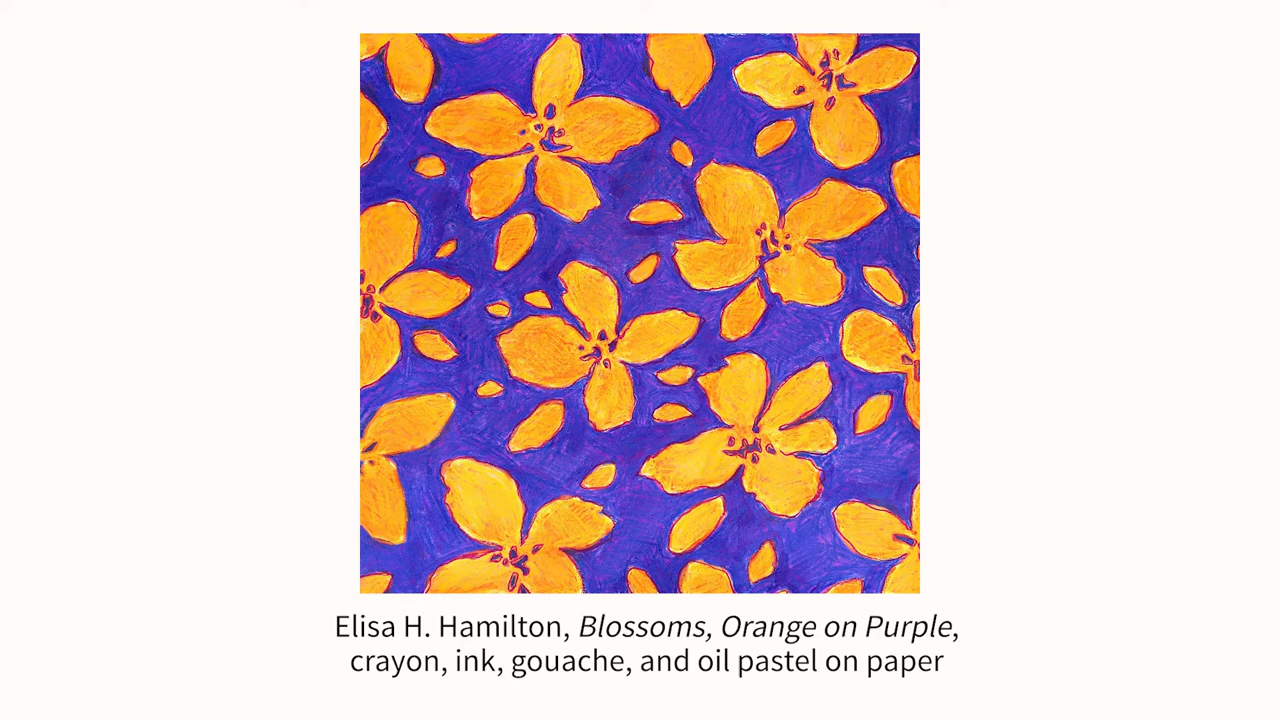 Elisa H. Hamilton, Blossoms, Orange on Purple,
crayon, ink, gouache, and oil pastel on paper